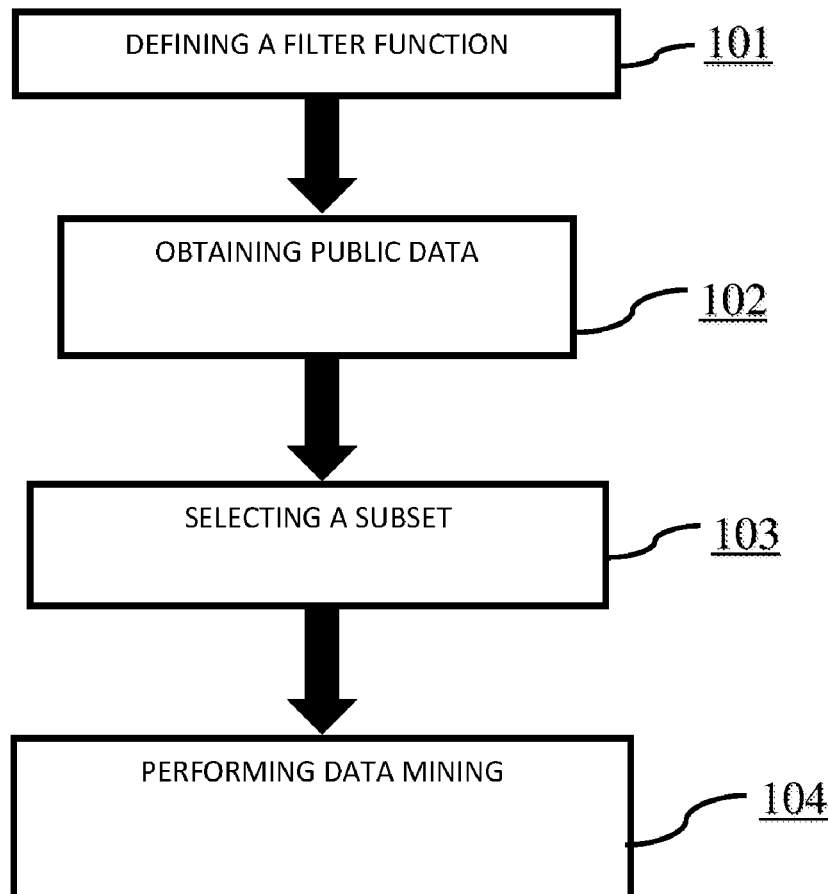 DEFINING A FILTER FUNCTION
101
OBTAINING PUBLIC DATA
102
SELECTING A SUBSET
103
PERFORMING DATA MINING
104